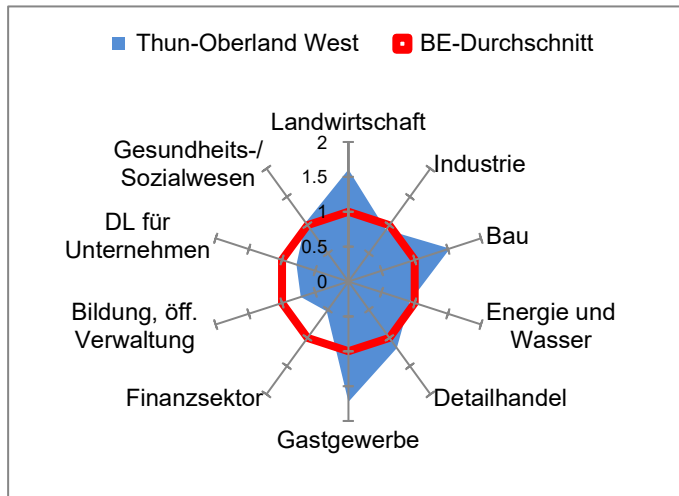 Thun-Oberland West
BE-Durchschnitt
Landwirtschaft
Industrie
Bau
Energie und
Wasser
Detailhandel
Gastgewerbe
Finanzsektor
Bildung, öff.
Verwaltung
DL für
Unternehmen
Gesundheits-/
Sozialwesen
2
1.5
1
0.5
0